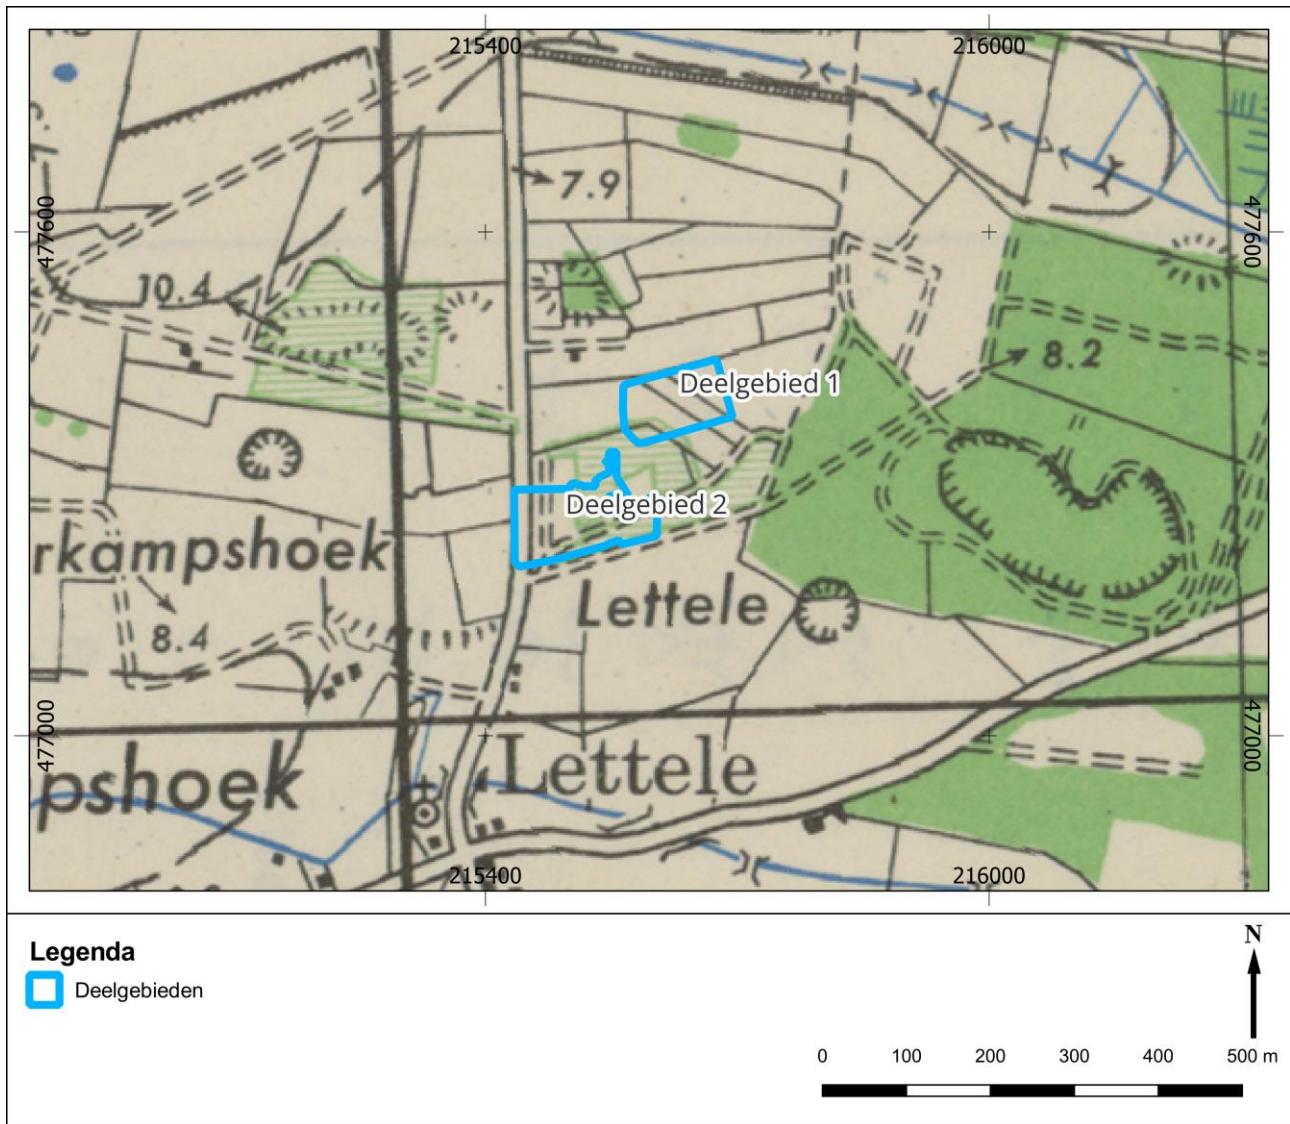 215400
216000
7.9
477600
477600
10.4
8.2
Deelgebied 1
Deelgebied 2
rkampshoek
Lettele
8.4
477000
477000
Lettele
pshoek
215400
216000
Legenda
Deelgebieden
N
0 100 200 300 400 500 m